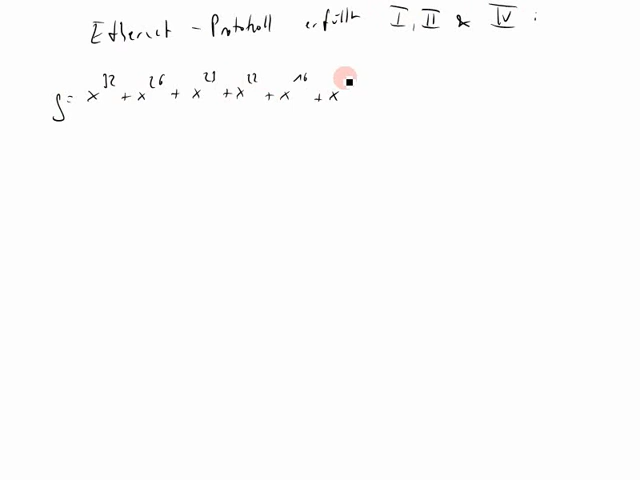 Ethernet - Protokoll erfüllt I, II & IV :
g = x^32 + x^26 + x^23 + x^22 + x^16 + x